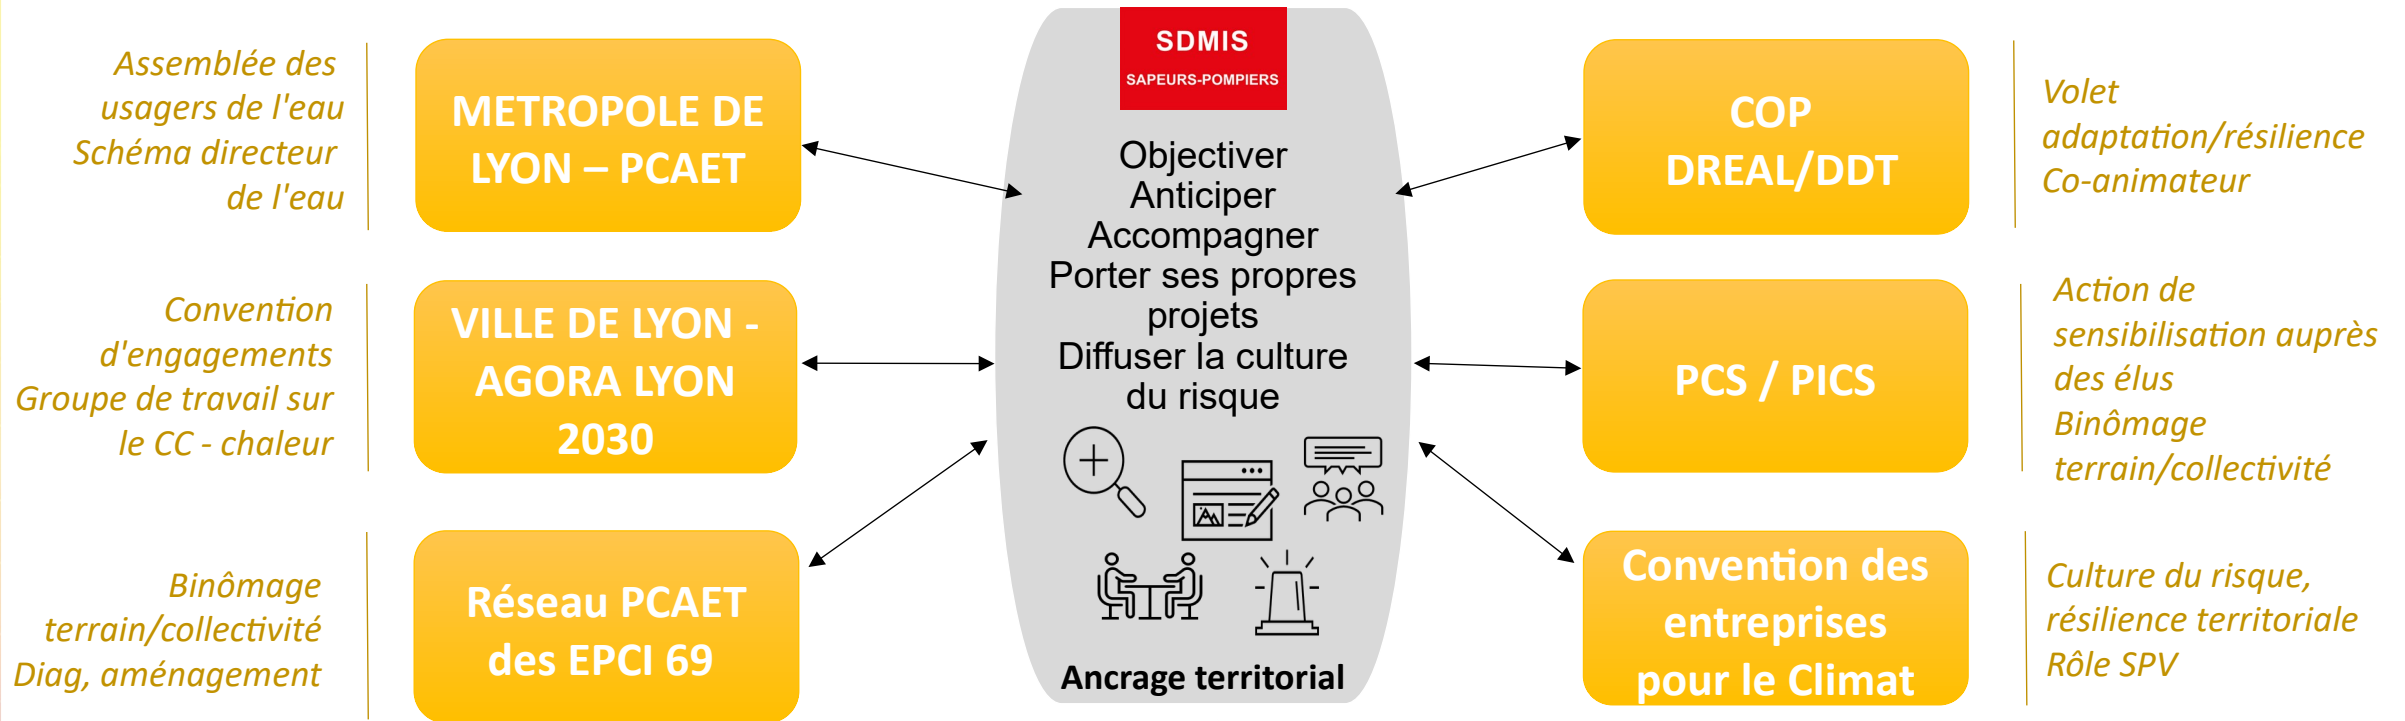 Assemblée des
usagers de l'eau
Schéma directeur
de l'eau
METROPOLE DE
LYON – PCAET
Convention
d'engagements
Groupe de travail sur
le CC - chaleur
VILLE DE LYON -
AGORA LYON
2030
Binômage
terrain/collectivité
Diag, aménagement
Réseau PCAET
des EPCI 69
SDMIS
SAPEURS-POMPIERS
Objectiver
Anticiper
Accompagner
Porter ses propres
projets
Diffuser la culture
du risque
Ancrage territorial
COP
DREAL/DDT
Volet
adaptation/résilience
Co-animateur
PCS / PICS
Action de
sensibilisation auprès
des élus
Binômage
terrain/collectivité
Convention des
entreprises
pour le Climat
Culture du risque,
résilience territoriale
Rôle SPV